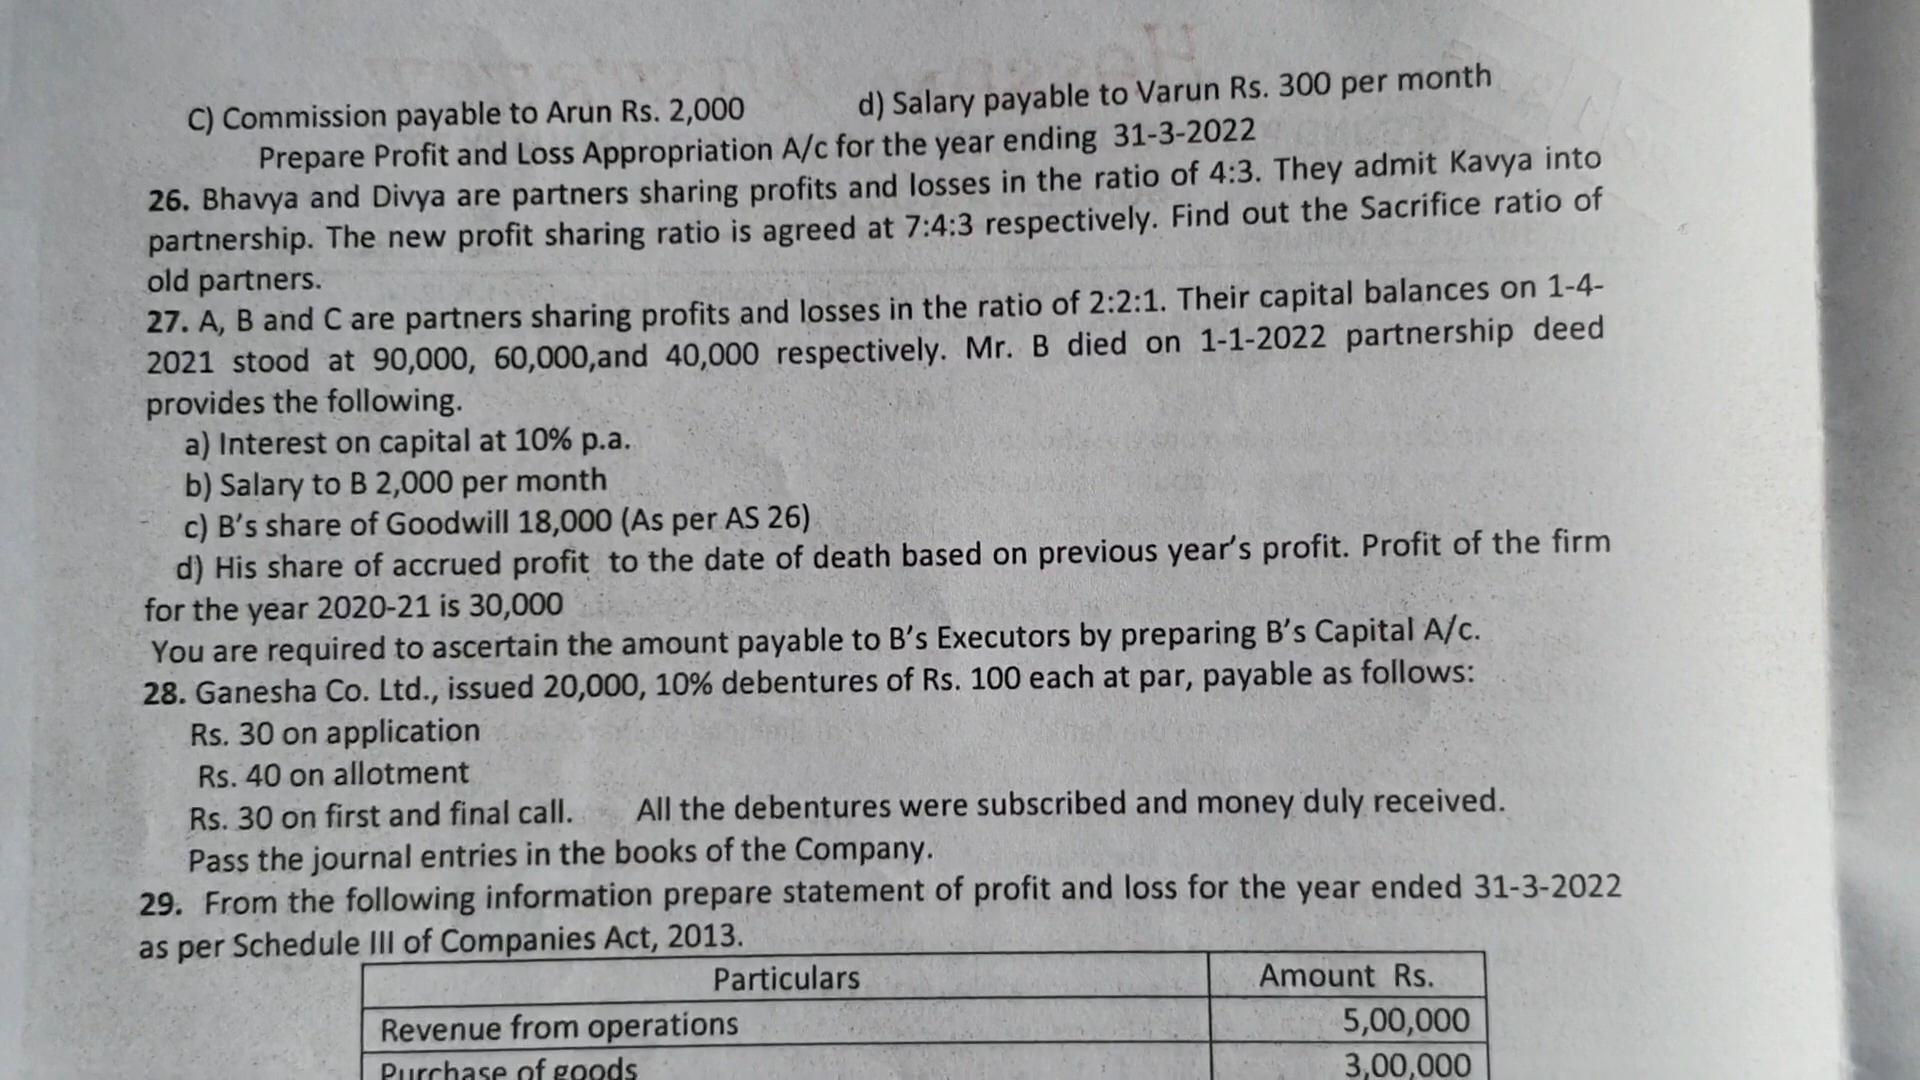 C) Commission payable to Arun Rs. 2,000 d) Salary payable to Varun Rs. 300 per month
Prepare Profit and Loss Appropriation A/c for the year ending 31-3-2022
26. Bhavya and Divya are partners sharing profits and losses in the ratio of 4:3. They admit Kavya into
partnership. The new profit sharing ratio is agreed at 7:4:3 respectively. Find out the Sacrifice ratio of
old partners.
27. A, B and C are partners sharing profits and losses in the ratio of 2:2:1. Their capital balances on 1-4-
2021 stood at 90,000, 60,000,and 40,000 respectively. Mr. B died on 1-1-2022 partnership deed
provides the following.
a) Interest on capital at 10% p.a.
b) Salary to B 2,000 per month
c) B's share of Goodwill 18,000 (As per AS 26)
d) His share of accrued profit to the date of death based on previous year's profit. Profit of the firm
for the year 2020-21 is 30,000
You are required to ascertain the amount payable to B's Executors by preparing B's Capital A/c.
28. Ganesha Co. Ltd., issued 20,000, 10% debentures of Rs. 100 each at par, payable as follows:
Rs. 30 on application
Rs. 40 on allotment
Rs. 30 on first and final call. All the debentures were subscribed and money duly received.
Pass the journal entries in the books of the Company.
29. From the following information prepare statement of profit and loss for the year ended 31-3-2022
as per Schedule III of Companies Act, 2013.
Particulars Amount Rs.
Revenue from operations 5,00,000
Purchase of goods 3,00,000